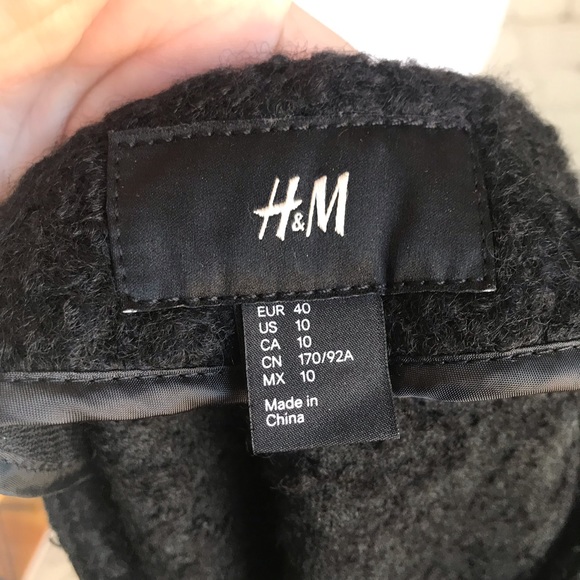 H&M
EUR 40
US 10
CA 10
CN 170/92A
MX 10
Made in
China